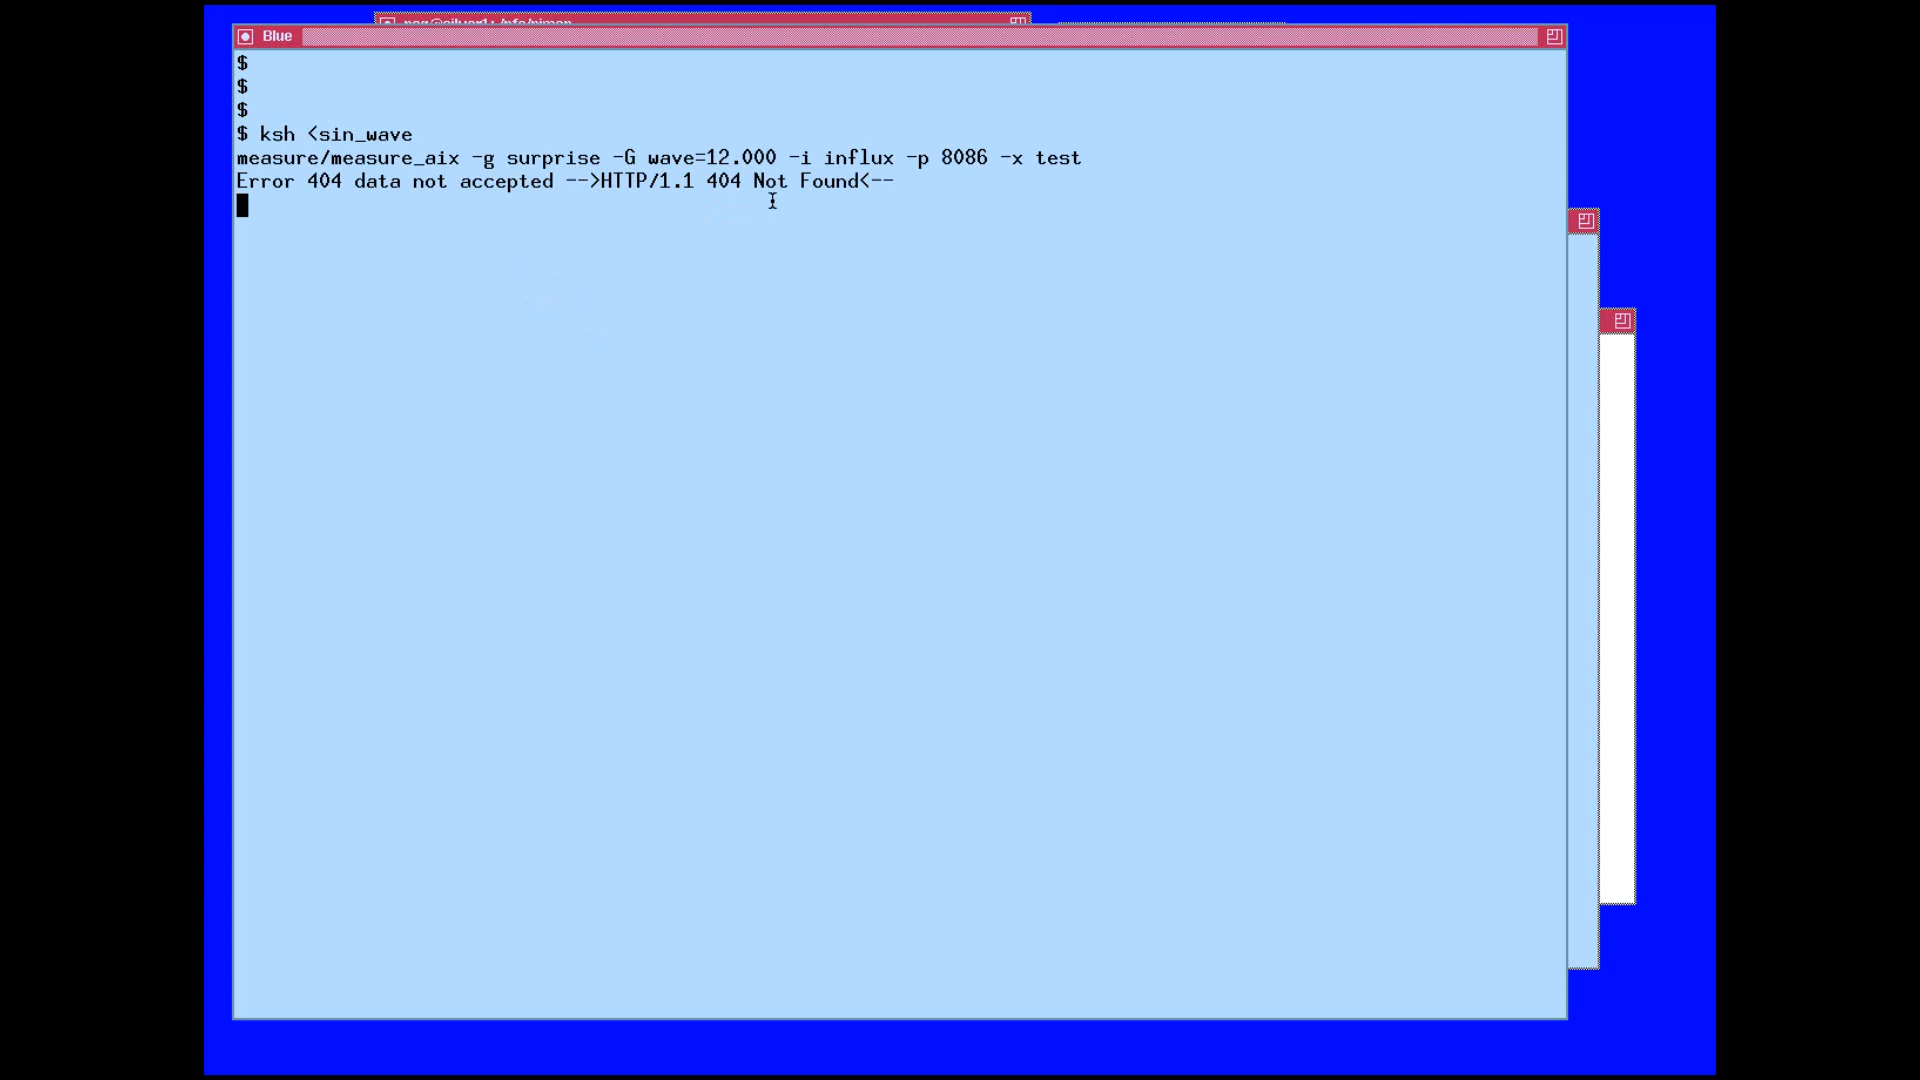 Blue
$
$
$
$ ksh <sin_wave
measure/measure_aix -g surprise -G wave=12.000 -i influx -p 8086 -x test
Error 404 data not accepted -->HTTP/1.1 404 Not Found<--